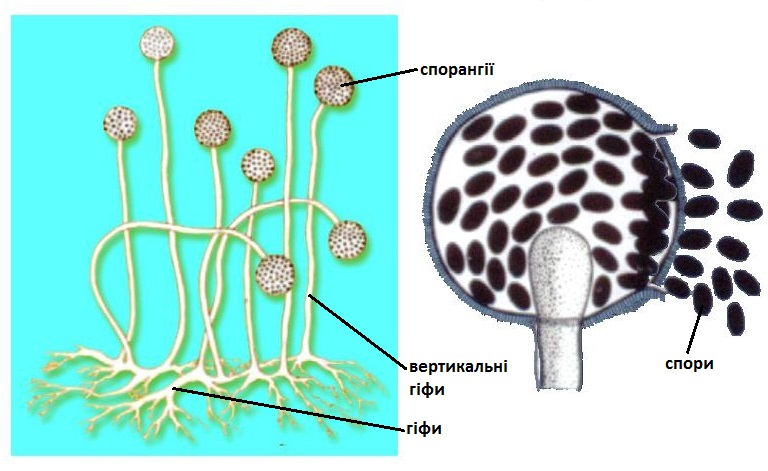 спорангії
вертикальні
гіфи
гіфи
спори